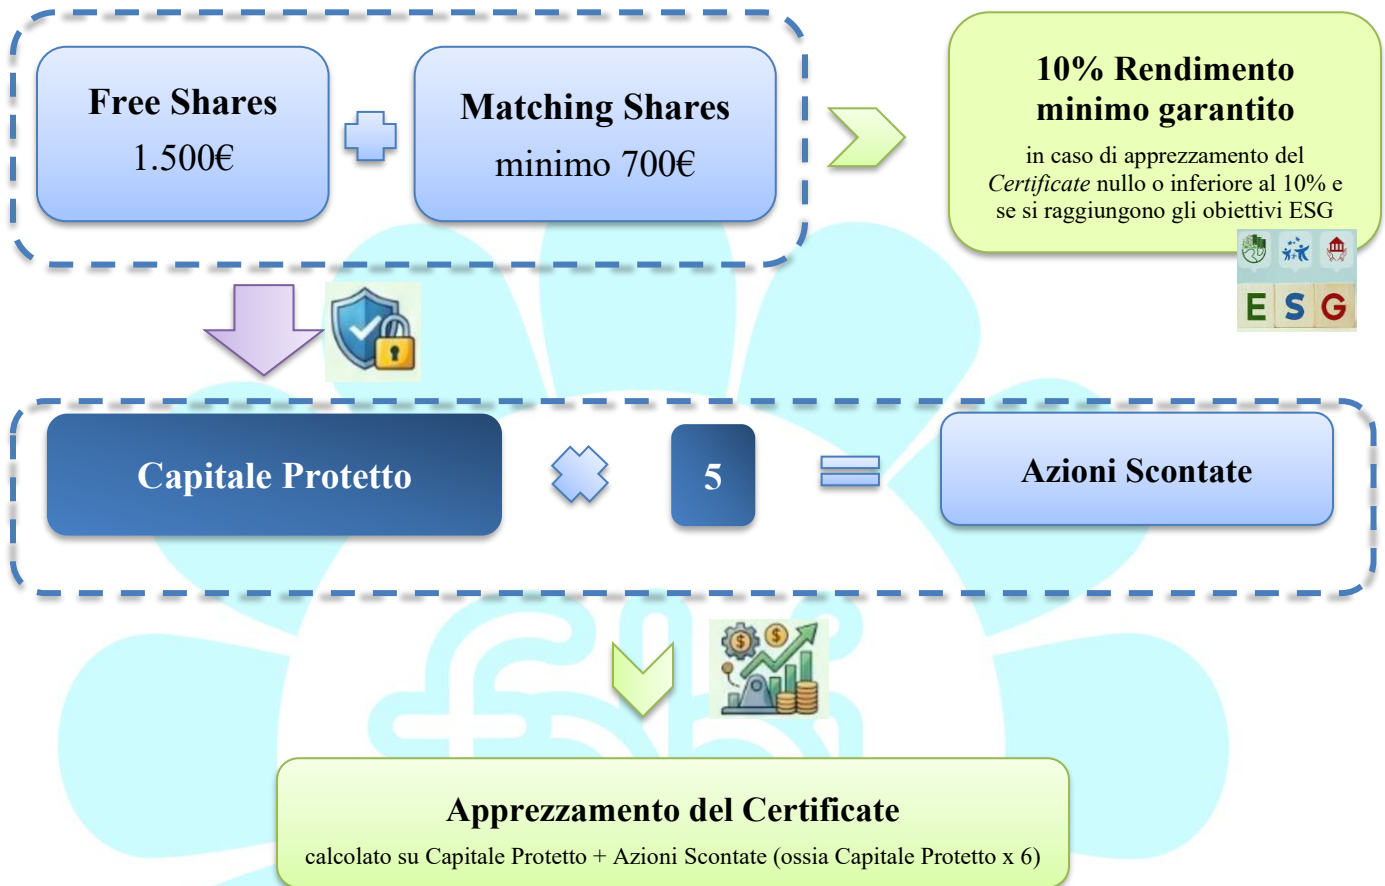 Free Shares
1.500€
Matching Shares
minimo 700€
10% Rendimento
minimo garantito
in caso di apprezzamento del
Certificate nullo o inferiore al 10% e
se si raggiungono gli obiettivi ESG
E S G
Capitale Protetto
5
Azioni Scontate
Apprezzamento del Certificate
calcolato su Capitale Protetto + Azioni Scontate (ossia Capitale Protetto x 6)